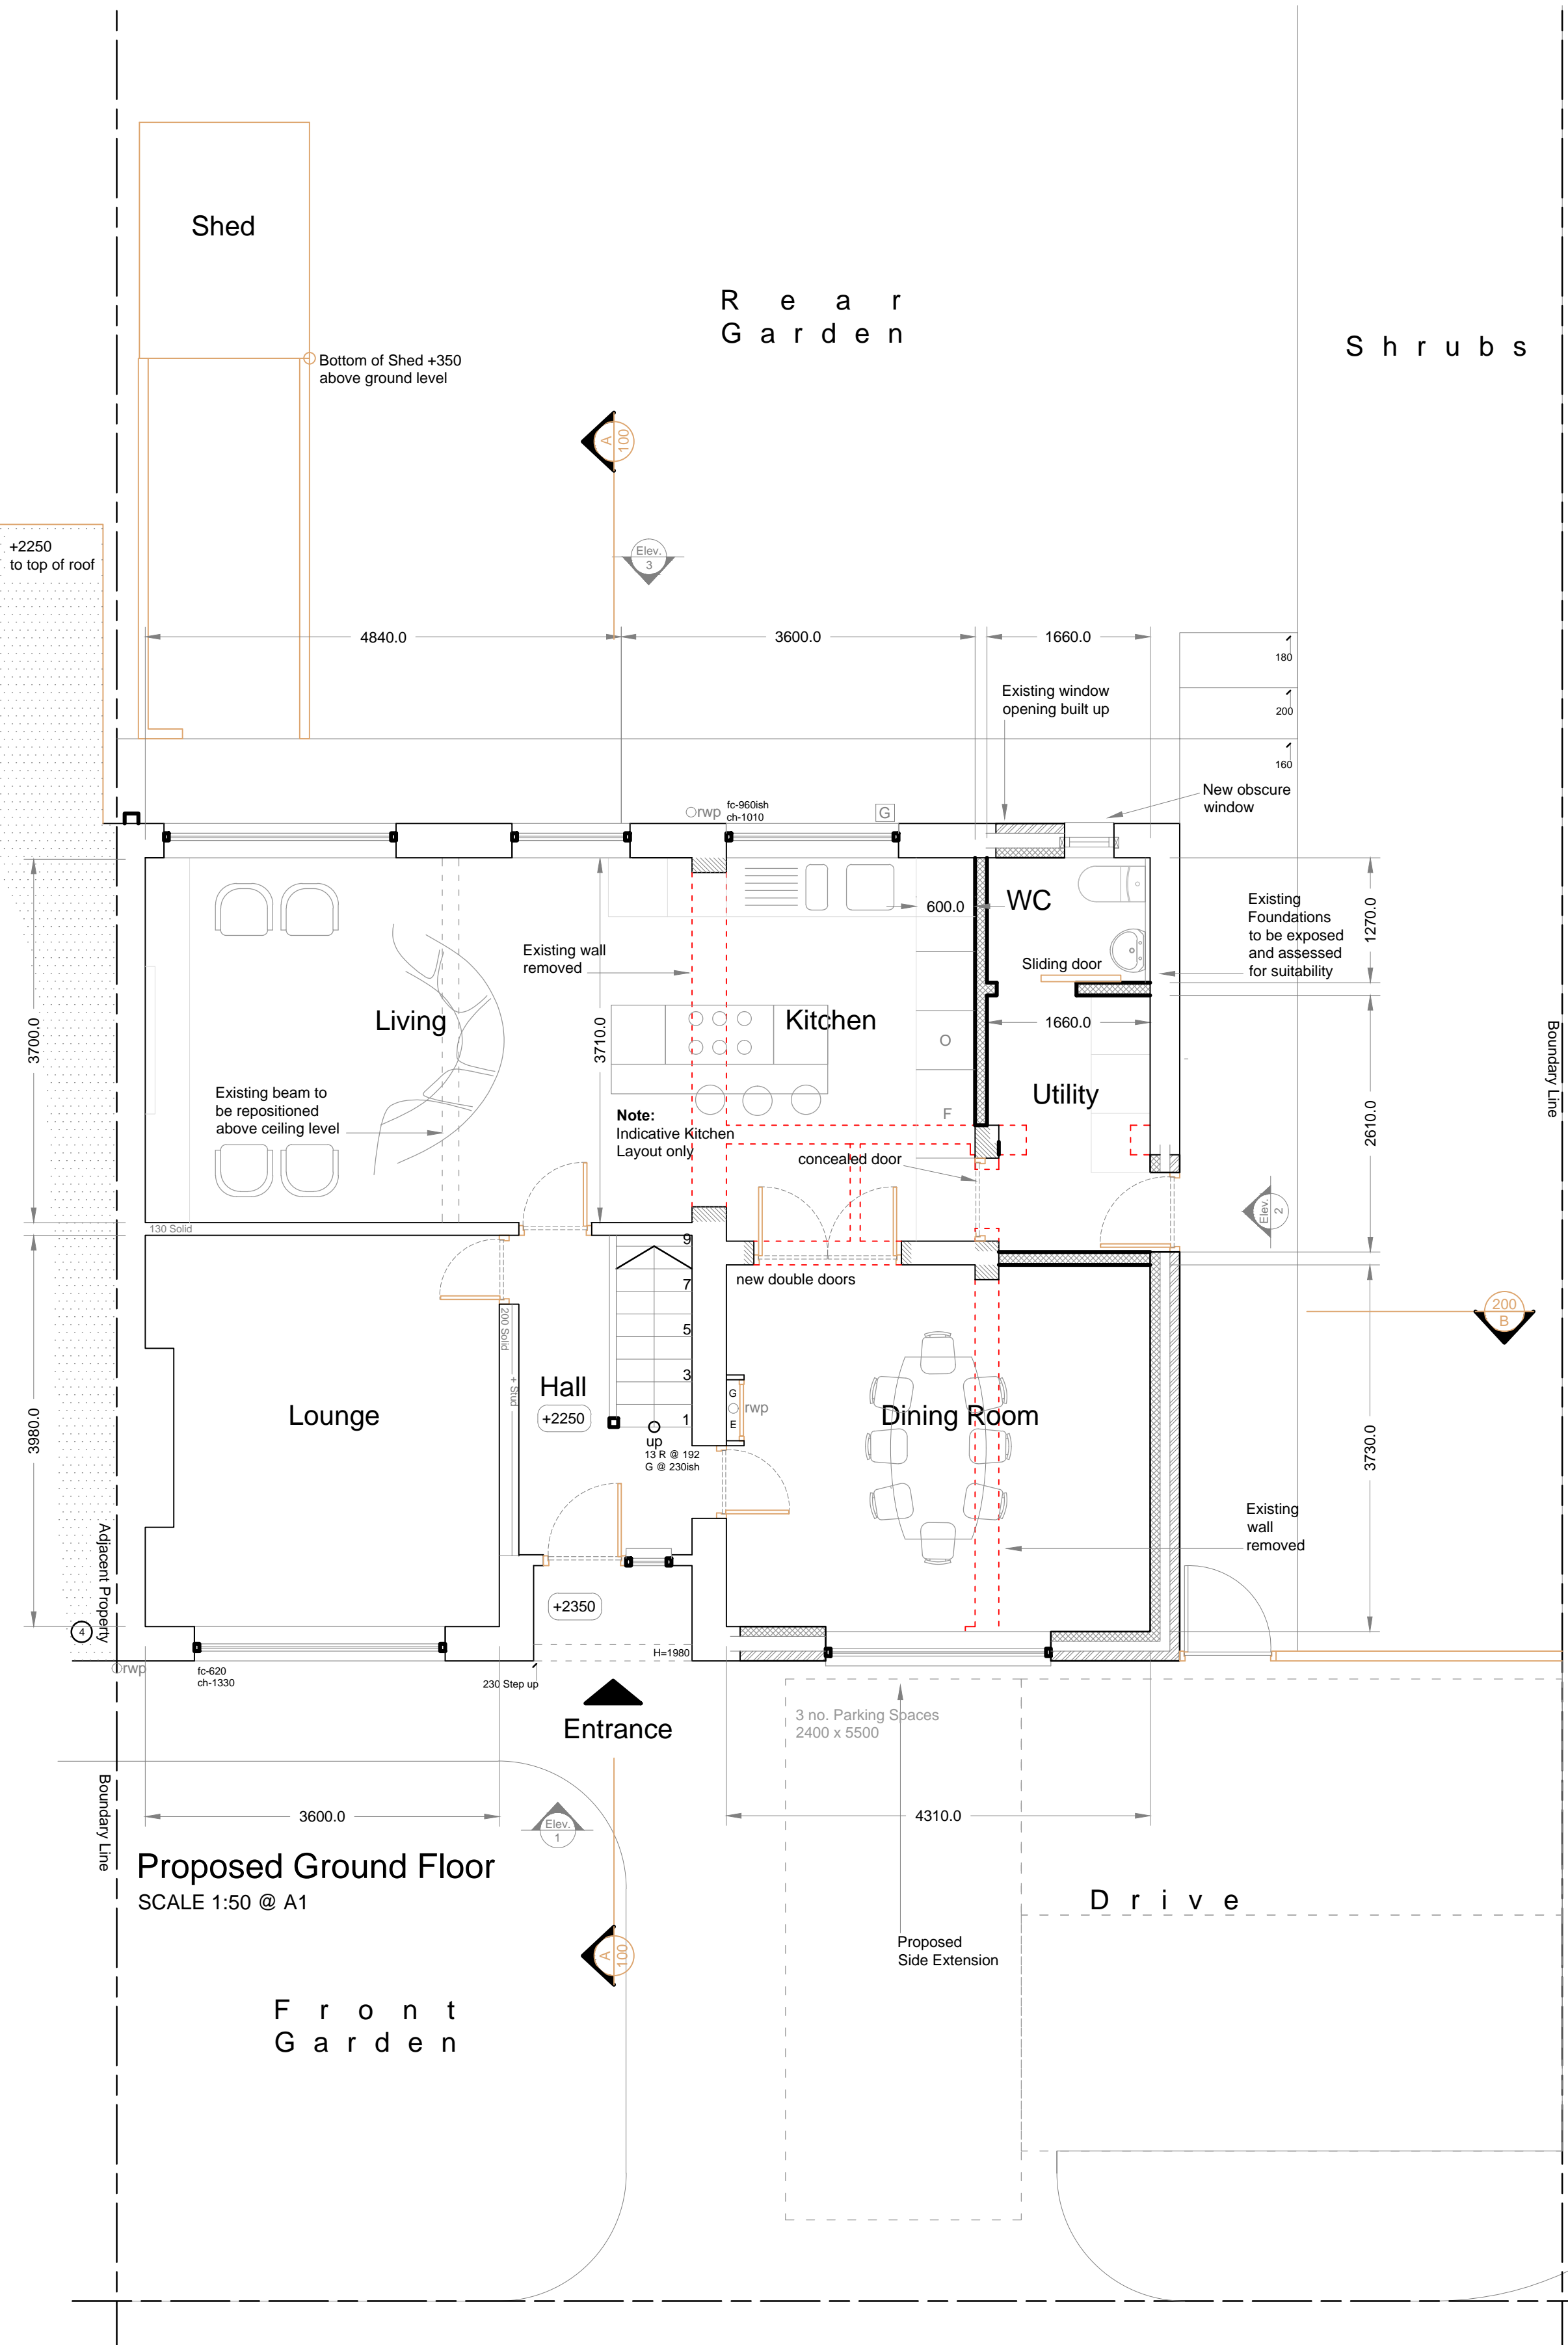 Shed
R e a r
G a r d e n
S h r u b s
Bottom of Shed +350
above ground level
A
100
+2250
to top of roof
Elev.
3
4840.0
3600.0
1660.0
180
200
160
Existing window
opening built up
New obscure
window
rwp
fc-960ish
ch-1010
G
WC
600.0
Existing
Foundations
to be exposed
and assessed
for suitability
1270.0
Existing wall
removed
Sliding door
Living
Kitchen
1660.0
3700.0
3710.0
O
Boundary Line
Utility
Existing beam to
be repositioned
above ceiling level
F
Note:
Indicative Kitchen
Layout only
2610.0
concealed door
Elev.
2
130 Solid
9
7
5
3
1
new double doors
200 Solid
+ Stud
200
B
Hall
+2250
Lounge
G
E
rwp
Dining Room
up
13 R @ 192
G @ 230ish
3980.0
3730.0
Existing
wall
removed
Adjacent Property
4
+2350
H=1980
rwp
fc-620
ch-1330
230 Step up
3 no. Parking Spaces
2400 x 5500
Entrance
Boundary Line
3600.0
Elev.
1
4310.0
Proposed Ground Floor
SCALE 1:50 @ A1
D r i v e
Proposed
Side Extension
A
100
F r o n t
G a r d e n